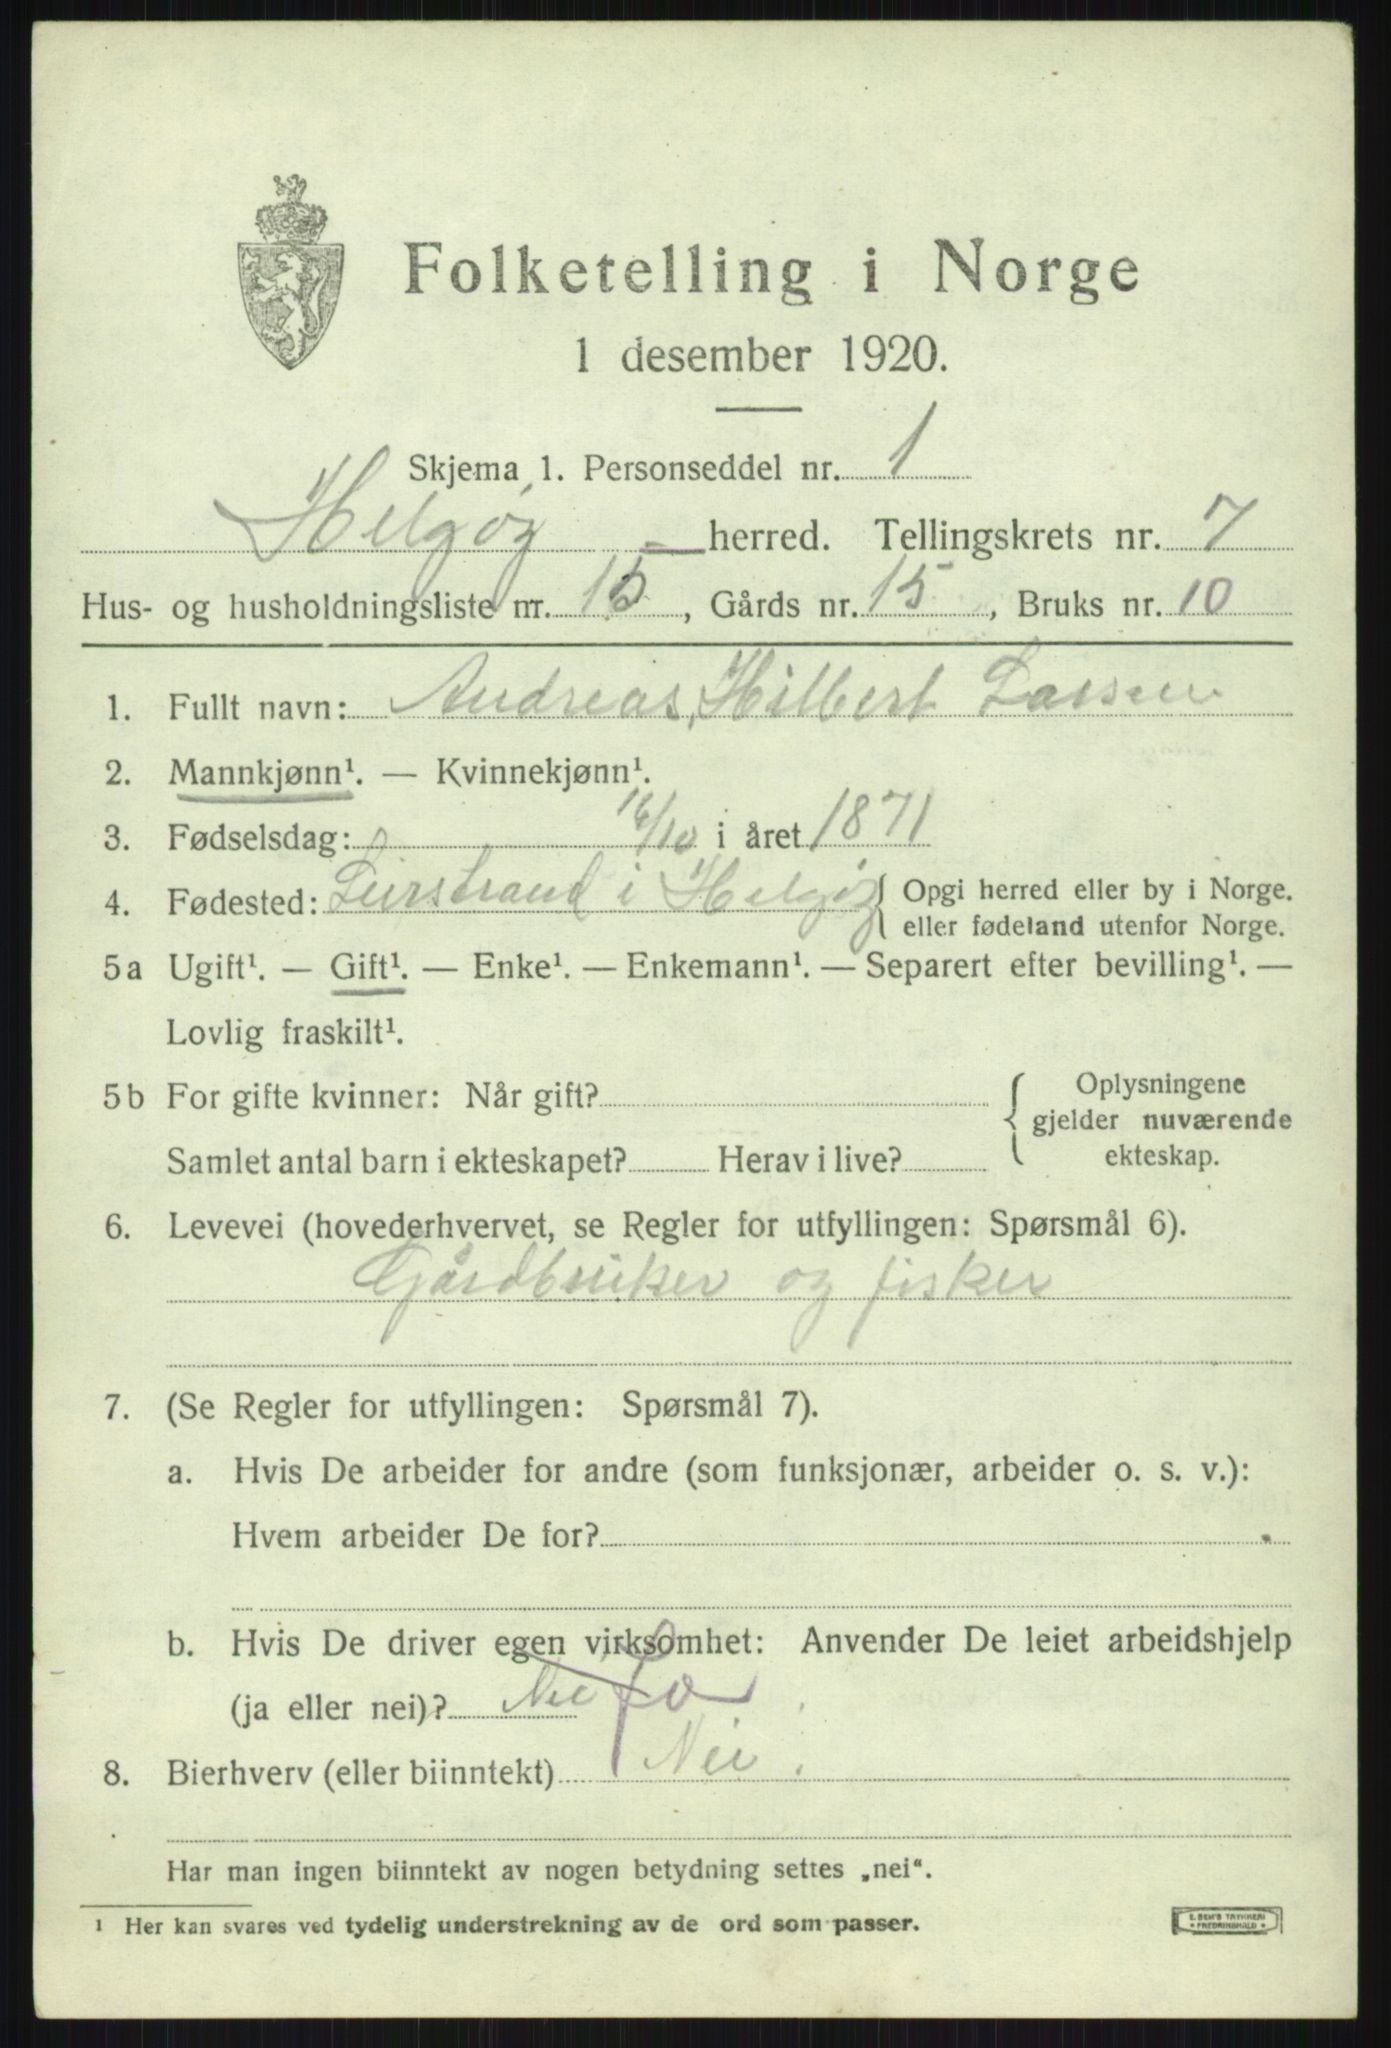 Folketelling i Norge
1 desember 1920.
Skjema 1. Personseddel nr. 1
Helgøy herred. Tellingskrets nr. 7
Hus- og husholdningsliste nr. 15, Gårds nr. 15, Bruks nr. 10
1. Fullt navn: Andreas Hilbert Larsen
2. Mannkjønn¹. — Kvinnekjønn¹.
3. Fødselsdag: 16/10 i året 1871
4. Fødested: Leirstrand i Helgøy { Opgi herred eller by i Norge.
eller fødeland utenfor Norge.
5a Ugift¹. — Gift¹. — Enke¹. — Enkemann¹. — Separert efter bevilling¹. —
Lovlig fraskilt¹.
5b For gifte kvinner: Når gift?
Samlet antal barn i ekteskapet? Herav i live?
{ Oplysningene
gjelder nuværende
ekteskap.
6. Levevei (hovederhvervet, se Regler for utfyllingen: Spørsmål 6).
Gårdbruker og fisker
7. (Se Regler for utfyllingen: Spørsmål 7).
a. Hvis De arbeider for andre (som funksjonær, arbeider o. s. v.):
Hvem arbeider De for?
b. Hvis De driver egen virksomhet: Anvender De leiet arbeidshjelp
(ja eller nei)? Nei
8. Bierhverv (eller biinntekt) Nei.
Har man ingen biinntekt av nogen betydning settes „nei“.
¹ Her kan svares ved tydelig understrekning av de ord som passer.